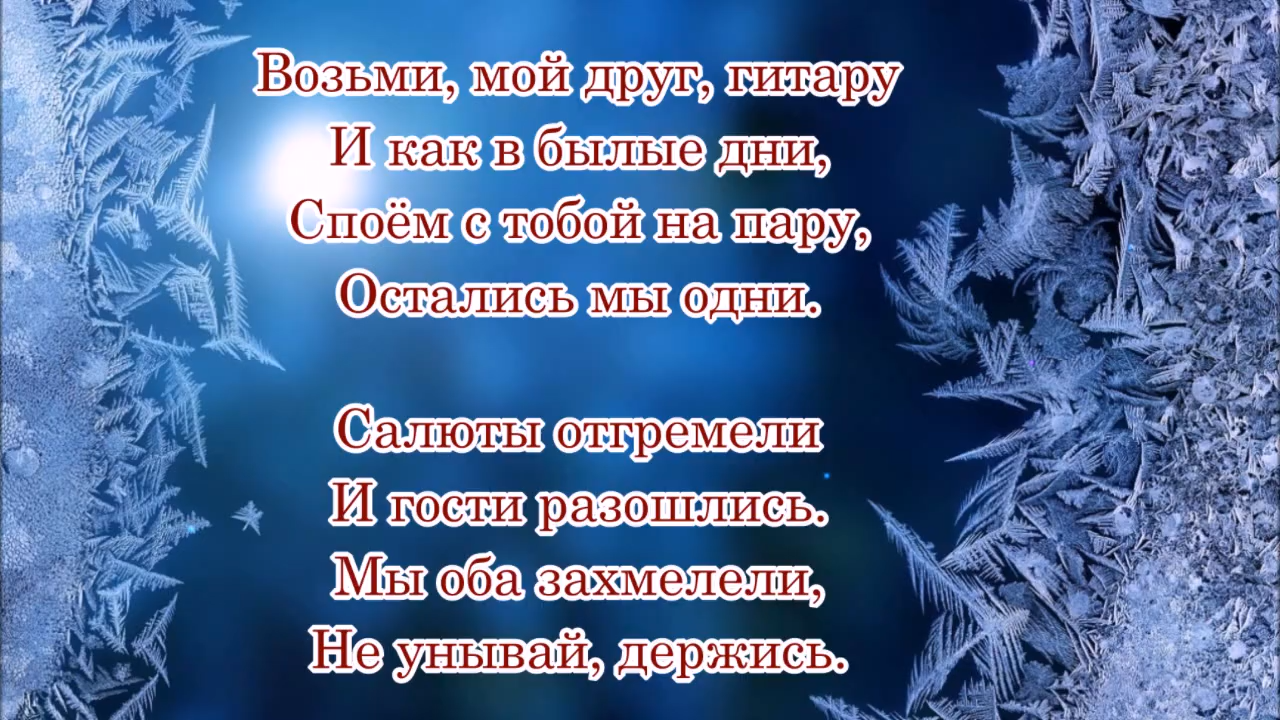 Возьми, мой друг, гитару
И как в былые дни,
Споём с тобой на пару,
Остались мы одни.
Салюты отгремели
И гости разошлись.
Мы оба захмелели,
Не унывай, держись.